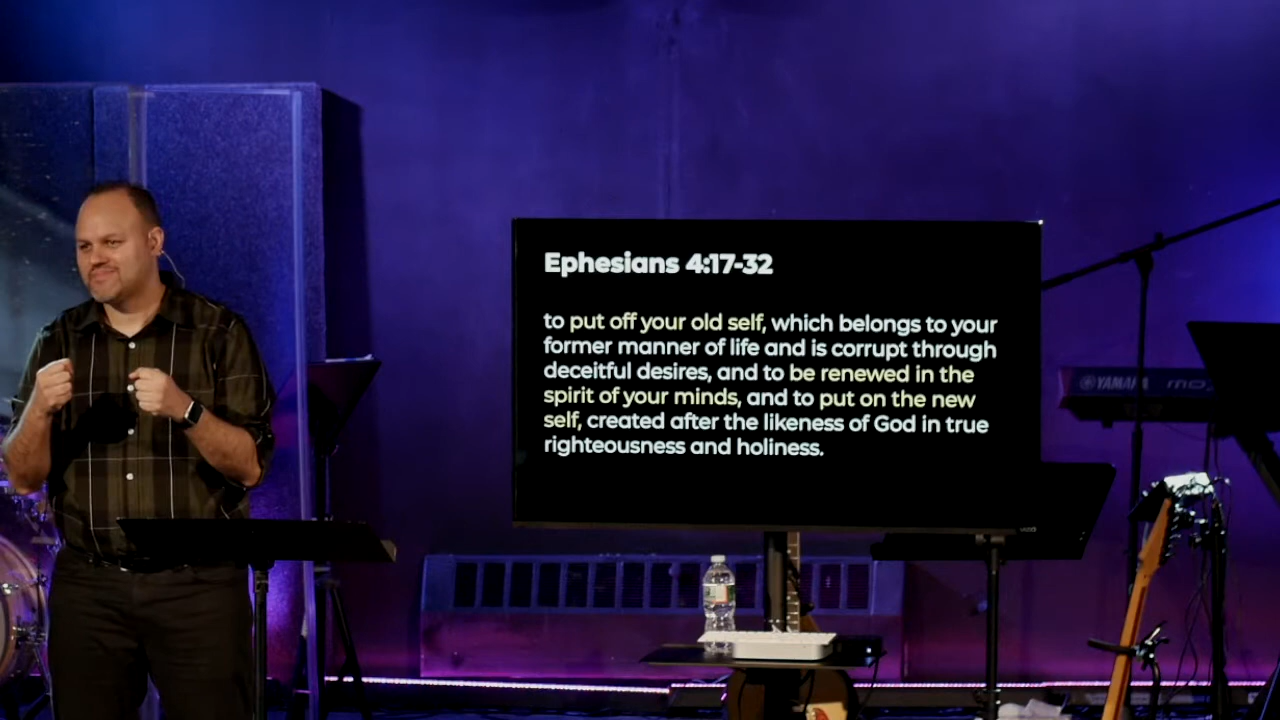 Ephesians 4:17-32
to put off your old self, which belongs to your
former manner of life and is corrupt through
deceitful desires, and to be renewed in the
spirit of your minds, and to put on the new
self, created after the likeness of God in true
righteousness and holiness.
YAMAHA